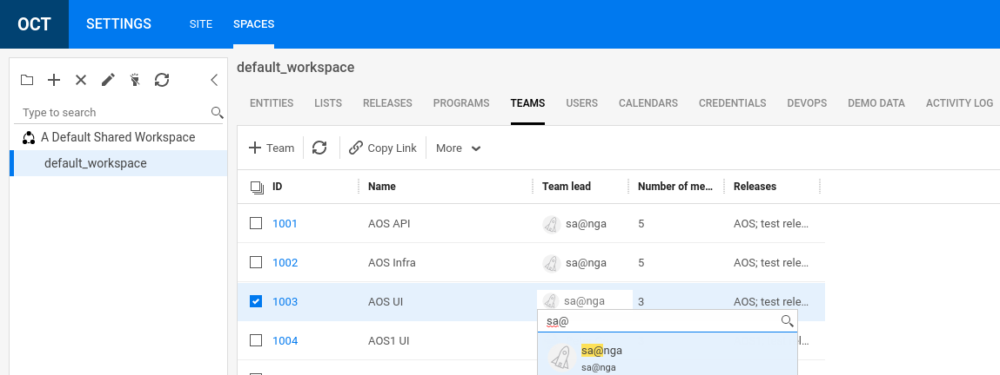 OCT SETTINGS SITE SPACES
default_workspace
Type to search
A Default Shared Workspace
default_workspace
ENTITIES LISTS RELEASES PROGRAMS TEAMS USERS CALENDARS CREDENTIALS DEVOPS DEMO DATA ACTIVITY LOG
Team Copy Link More
ID Name Team lead Number of me... Releases
1001 AOS API sa@nga 5 AOS; test rele...
1002 AOS Infra sa@nga 5 AOS; test rele...
1003 AOS UI sa@nga 3 AOS; test rele...
sa@
1004 AOS1 UI
sa@nga
sa@nga